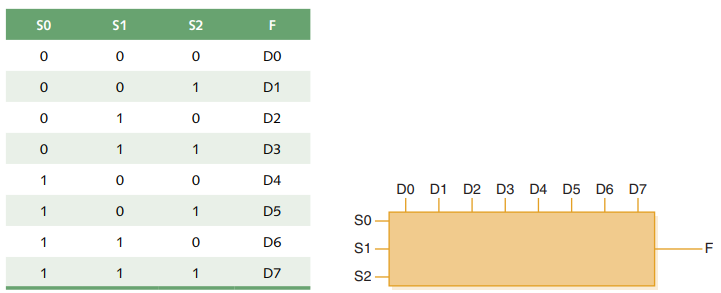 S0 S1 S2 F
0 0 0 D0
0 0 1 D1
0 1 0 D2
0 1 1 D3
1 0 0 D4
1 0 1 D5
1 1 0 D6
1 1 1 D7
D0 D1 D2 D3 D4 D5 D6 D7
S0
S1 F
S2